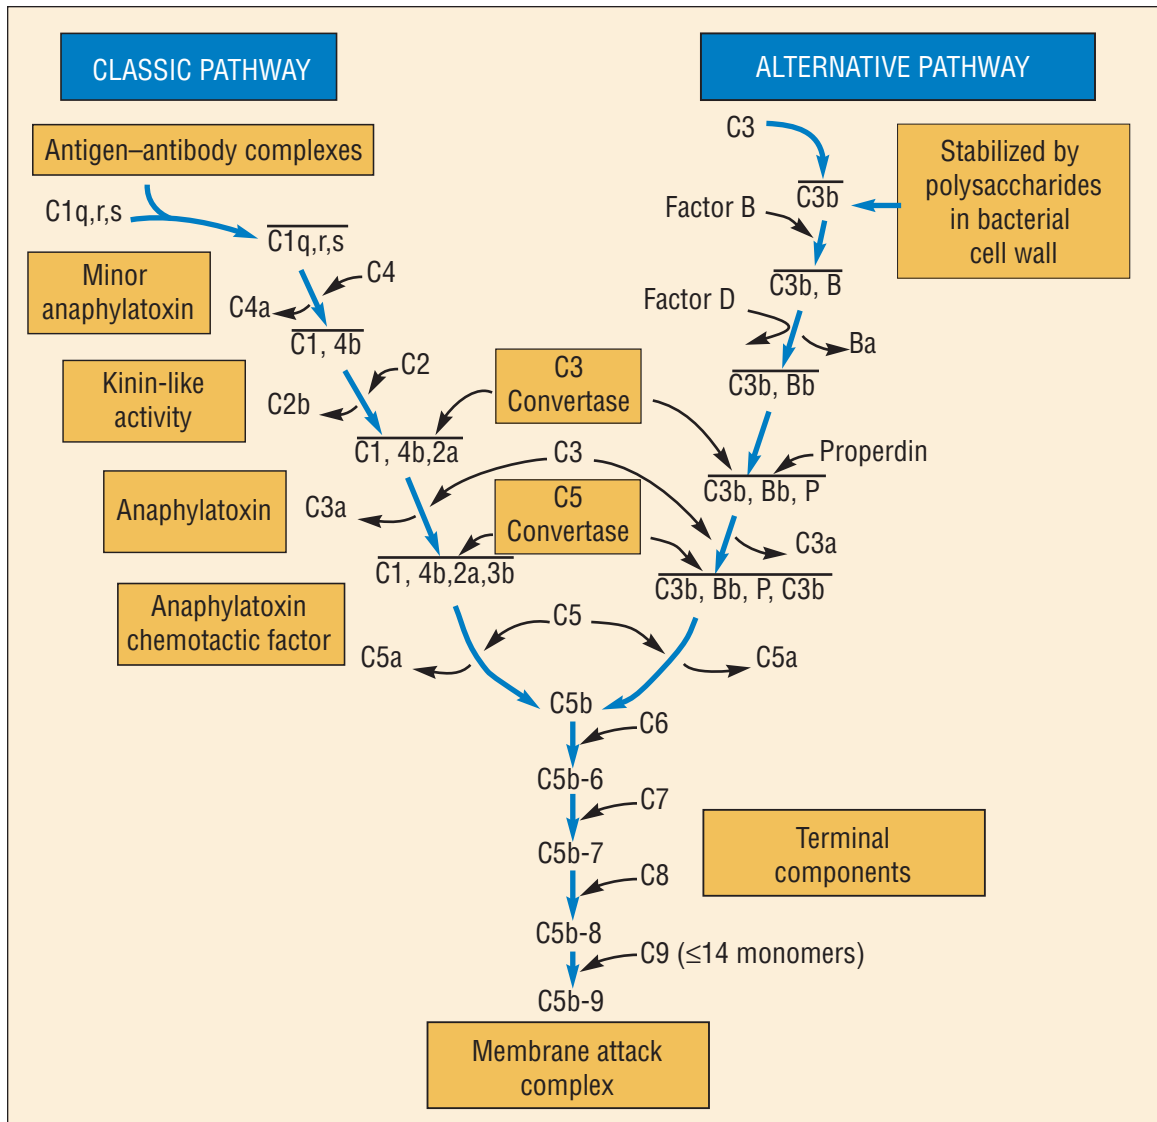 CLASSIC PATHWAY
ALTERNATIVE PATHWAY
Antigen–antibody complexes
C3
Stabilized by
polysaccharides
in bacterial
cell wall
C1q,r,s
C3b
Factor B
C1q,r,s
Minor
anaphylatoxin
C4
C4a
C3b, B
Factor D
Ba
C1, 4b
Kinin-like
activity
C2
C2b
C3
Convertase
C3b, Bb
C1, 4b,2a
C3
Properdin
C3b, Bb, P
Anaphylatoxin
C3a
C5
Convertase
C3a
C1, 4b,2a,3b
C3b, Bb, P, C3b
Anaphylatoxin
chemotactic factor
C5
C5a
C5a
C5b
C6
C5b-6
C7
C5b-7
Terminal
components
C8
C5b-8
C9 (≤14 monomers)
C5b-9
Membrane attack
complex